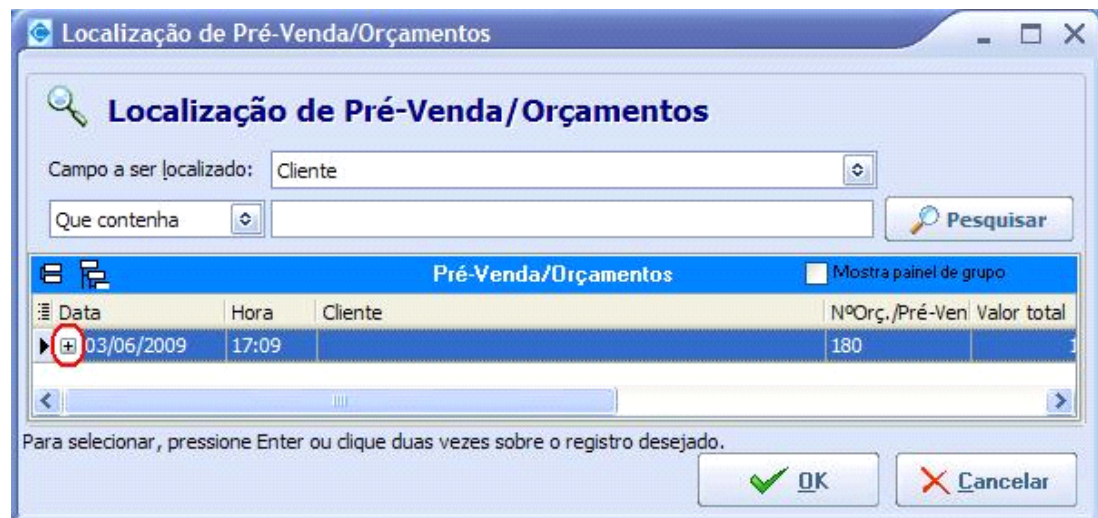 Localização de Pré-Venda/Orçamentos
Localização de Pré-Venda/Orçamentos
Campo a ser localizado: Cliente
Que contenha Pesquisar
Pré-Venda/Orçamentos Mostra painel de grupo
Data Hora Cliente NºOrç./Pré-Ven Valor total
03/06/2009 17:09 180 1
Para selecionar, pressione Enter ou clique duas vezes sobre o registro desejado.
OK Cancelar